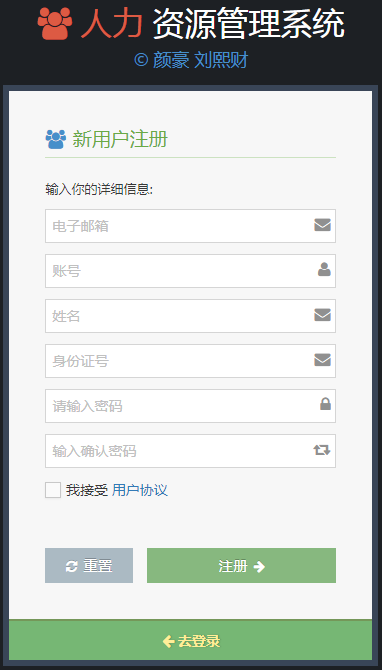 人力 资源管理系统
© 颜豪 刘熙财
新用户注册
输入你的详细信息:
电子邮箱
账号
姓名
身份证号
请输入密码
输入确认密码
我接受 用户协议
重置 注册
去登录